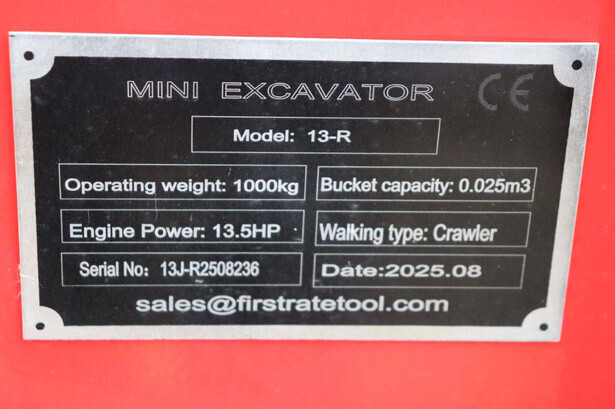 MINI EXCAVATOR CE
Model: 13-R
Operating weight: 1000kg Bucket capacity: 0.025m3
Engine Power: 13.5HP Walking type: Crawler
Serial No: 13J-R2508236 Date:2025.08
sales@firstratetool.com